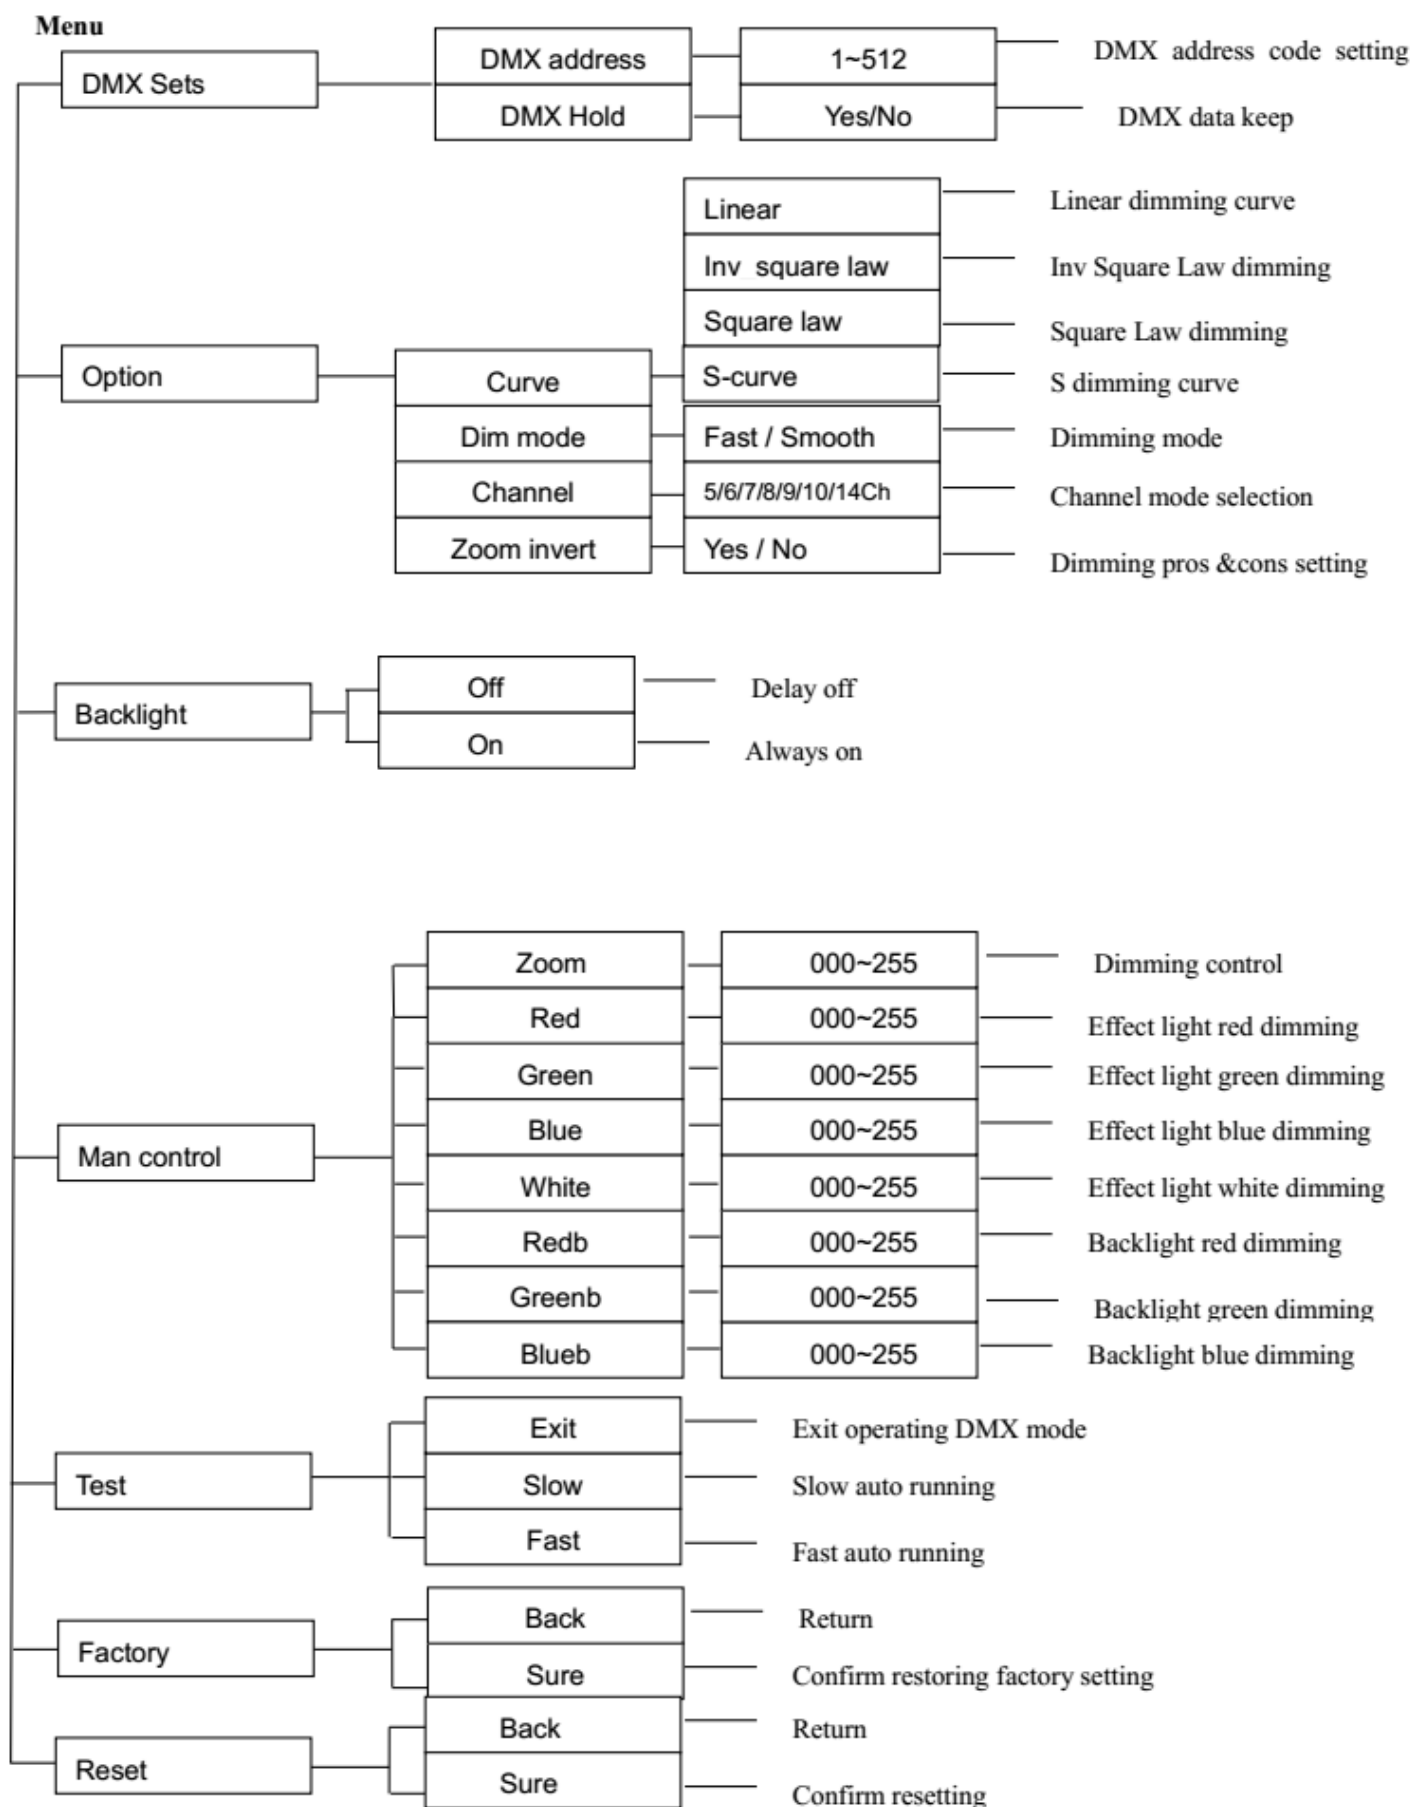 Menu
DMX Sets
DMX address
1~512
DMX address code setting
DMX Hold
Yes/No
DMX data keep
Option
Curve
Linear
Linear dimming curve
Inv square law
Inv Square Law dimming
Square law
Square Law dimming
S-curve
S dimming curve
Dim mode
Fast / Smooth
Dimming mode
Channel
5/6/7/8/9/10/14Ch
Channel mode selection
Zoom invert
Yes / No
Dimming pros &cons setting
Backlight
Off
Delay off
On
Always on
Man control
Zoom
000~255
Dimming control
Red
000~255
Effect light red dimming
Green
000~255
Effect light green dimming
Blue
000~255
Effect light blue dimming
White
000~255
Effect light white dimming
Redb
000~255
Backlight red dimming
Greenb
000~255
Backlight green dimming
Blueb
000~255
Backlight blue dimming
Test
Exit
Exit operating DMX mode
Slow
Slow auto running
Fast
Fast auto running
Factory
Back
Return
Sure
Confirm restoring factory setting
Reset
Back
Return
Sure
Confirm resetting